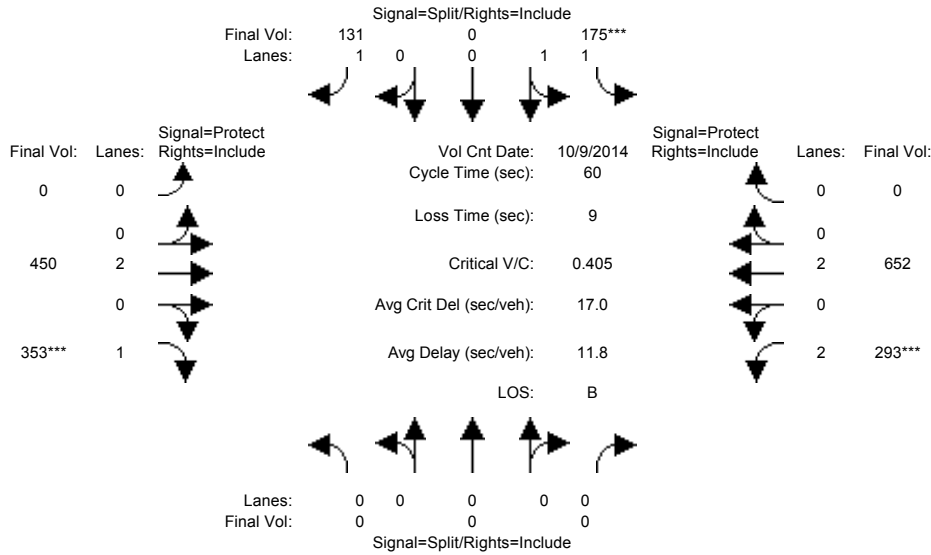 Signal=Split/Rights=Include
Final Vol: 131 0 175***
Lanes: 1 0 0 1 1
Signal=Protect Signal=Protect
Final Vol: Lanes: Rights=Include Vol Cnt Date: 10/9/2014 Rights=Include Lanes: Final Vol:
Cycle Time (sec): 60
0 0 0 0
Loss Time (sec): 9
0 0
450 2 Critical V/C: 0.405 2 652
0 Avg Crit Del (sec/veh): 17.0 0
353*** 1 Avg Delay (sec/veh): 11.8 2 293***
LOS: B
Lanes: 0 0 0 0 0
Final Vol: 0 0 0
Signal=Split/Rights=Include